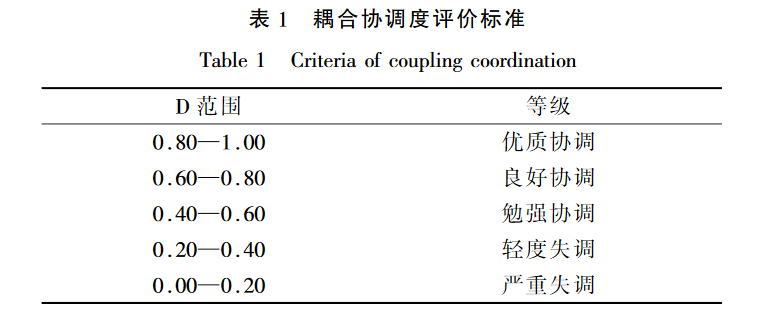 表 1 耦合协调度评价标准
Table 1 Criteria of coupling coordination
D 范围 等级
0.80—1.00 优质协调
0.60—0.80 良好协调
0.40—0.60 勉强协调
0.20—0.40 轻度失调
0.00—0.20 严重失调